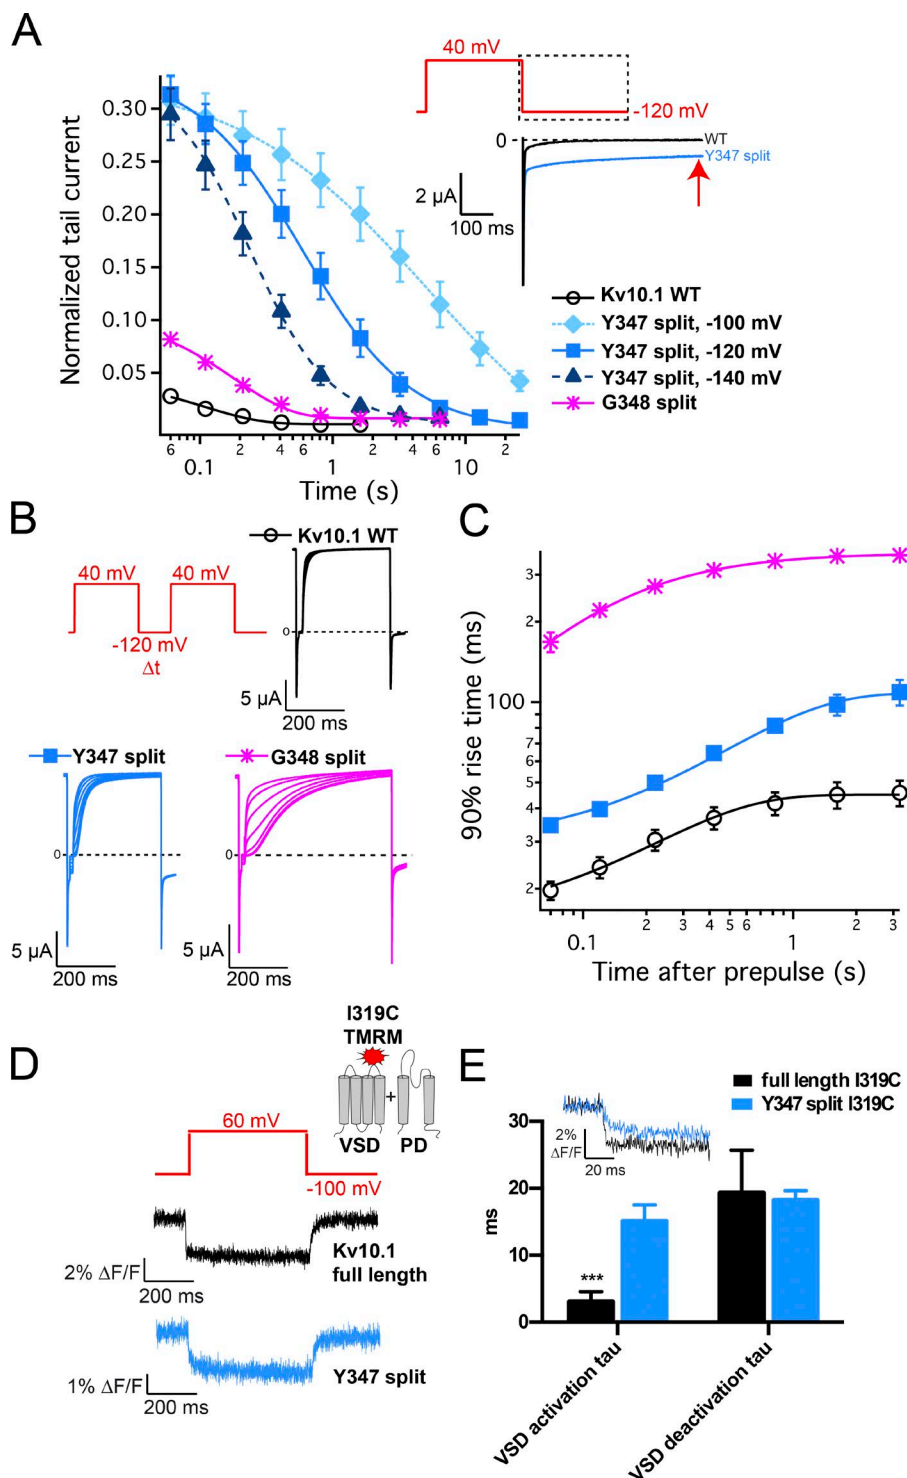 A
40 mV
-120 mV
0
WT
Y347 split
2 µA
100 ms
Normalized tail current
0.30
0.25
0.20
0.15
0.10
0.05
6 2 4 6 2 4 6 2
0.1 1 10
Time (s)
Kv10.1 WT
Y347 split, -100 mV
Y347 split, -120 mV
Y347 split, -140 mV
G348 split
B
40 mV 40 mV
-120 mV
Δt
Kv10.1 WT
0
5 µA
200 ms
Y347 split
0
5 µA
200 ms
G348 split
0
5 µA
200 ms
C
90% rise time (ms)
3
2
100
7
6
5
4
3
2
2 3 4 5 6 2 3
0.1 1
Time after prepulse (s)
D
I319C
TMRM
+
VSD PD
60 mV
-100 mV
2% ΔF/F
200 ms
Kv10.1
full length
1% ΔF/F
200 ms
Y347 split
E
full length I319C
Y347 split I319C
2%
ΔF/F
20 ms
ms
30
20
10
0
***
VSD activation tau
VSD deactivation tau